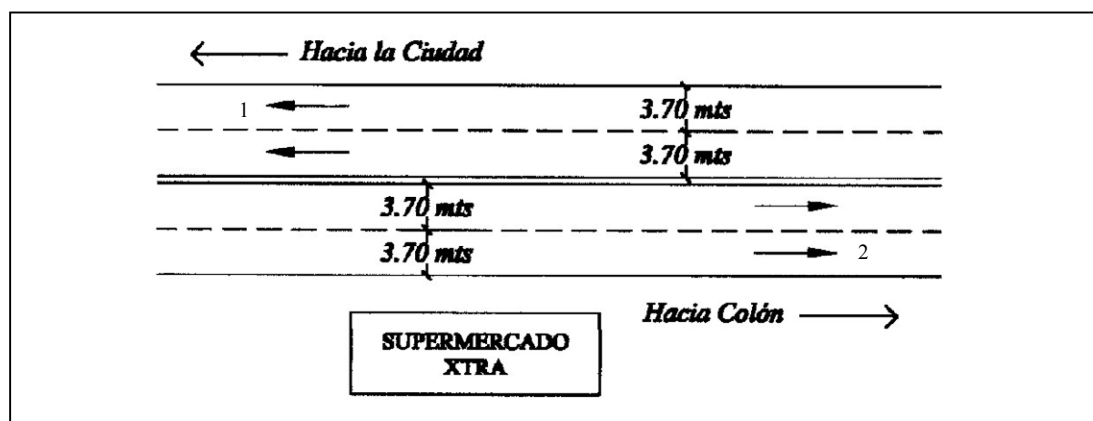 Hacia la Ciudad
1
3.70 mts
3.70 mts
3.70 mts
3.70 mts
2
Hacia Colón
SUPERMERCADO
XTRA